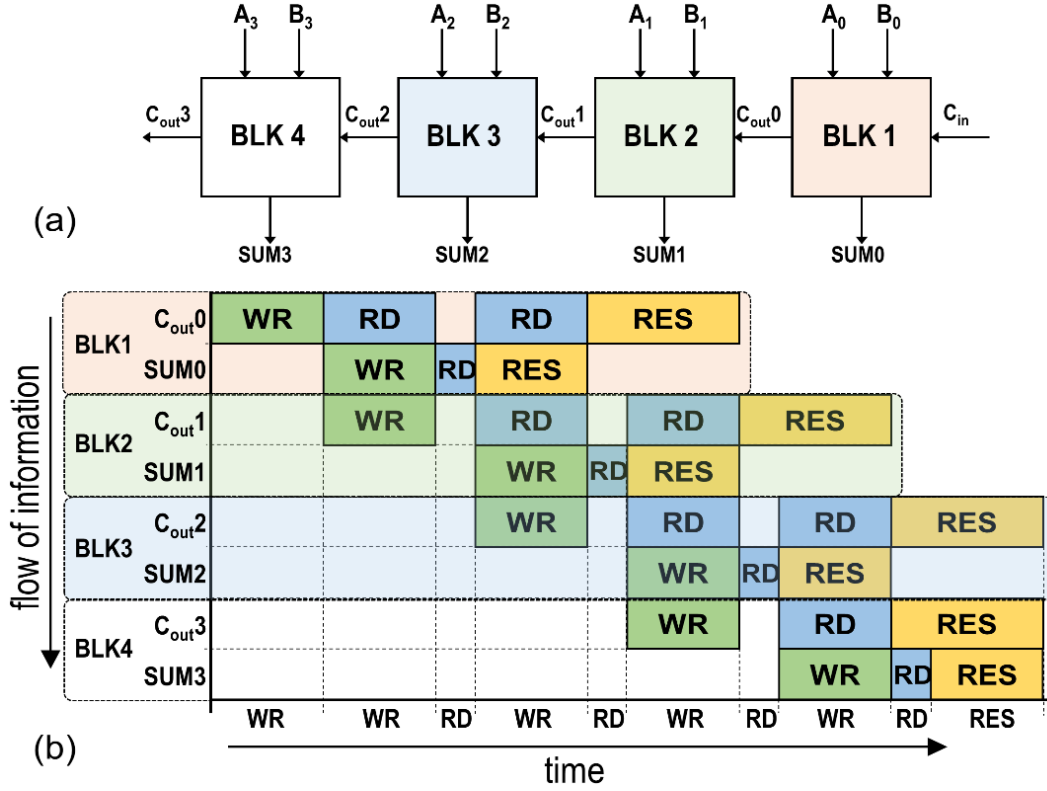 A3 B3 A2 B2 A1 B1 A0 B0
Cout3 BLK 4 Cout2 BLK 3 Cout1 BLK 2 Cout0 BLK 1 Cin
(a)
SUM3 SUM2 SUM1 SUM0
flow of information
BLK1
Cout0 WR RD RD RES
SUM0 WR RD RES
BLK2
Cout1 WR RD RD RES
SUM1 WR RD RES
BLK3
Cout2 WR RD RD RES
SUM2 WR RD RES
BLK4
Cout3 WR RD RES
SUM3 WR RD RES
WR WR RD WR RD WR RD WR RD RES
(b)
time